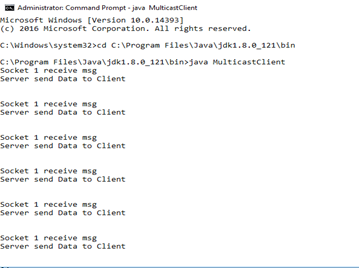 Administrator: Command Prompt - java MulticastClient
Microsoft Windows [Version 10.0.14393]
(c) 2016 Microsoft Corporation. All rights reserved.
C:\Windows\system32>cd C:\Program Files\Java\jdk1.8.0_121\bin
C:\Program Files\Java\jdk1.8.0_121\bin>java MulticastClient
Socket 1 receive msg
Server send Data to Client
Socket 1 receive msg
Server send Data to Client
Socket 1 receive msg
Server send Data to Client
Socket 1 receive msg
Server send Data to Client
Socket 1 receive msg
Server send Data to Client
Socket 1 receive msg
Server send Data to Client